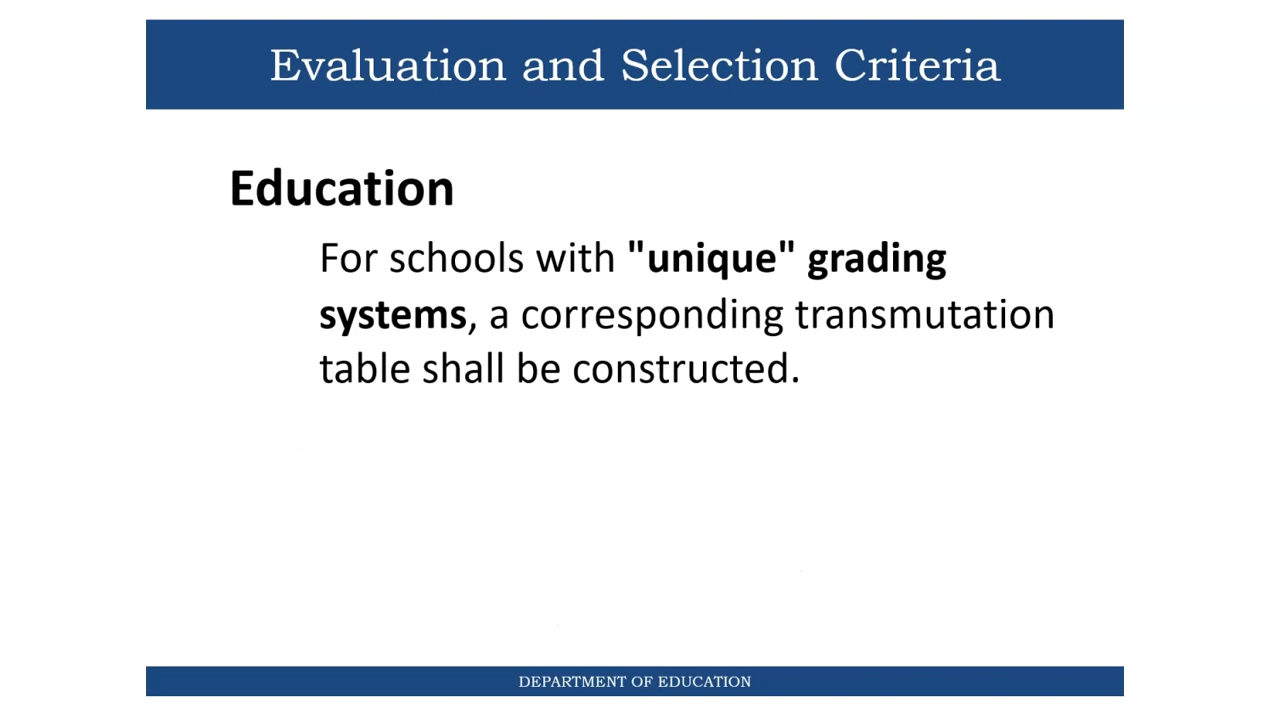 Evaluation and Selection Criteria
Education
For schools with "unique" grading
systems, a corresponding transmutation
table shall be constructed.
DEPARTMENT OF EDUCATION